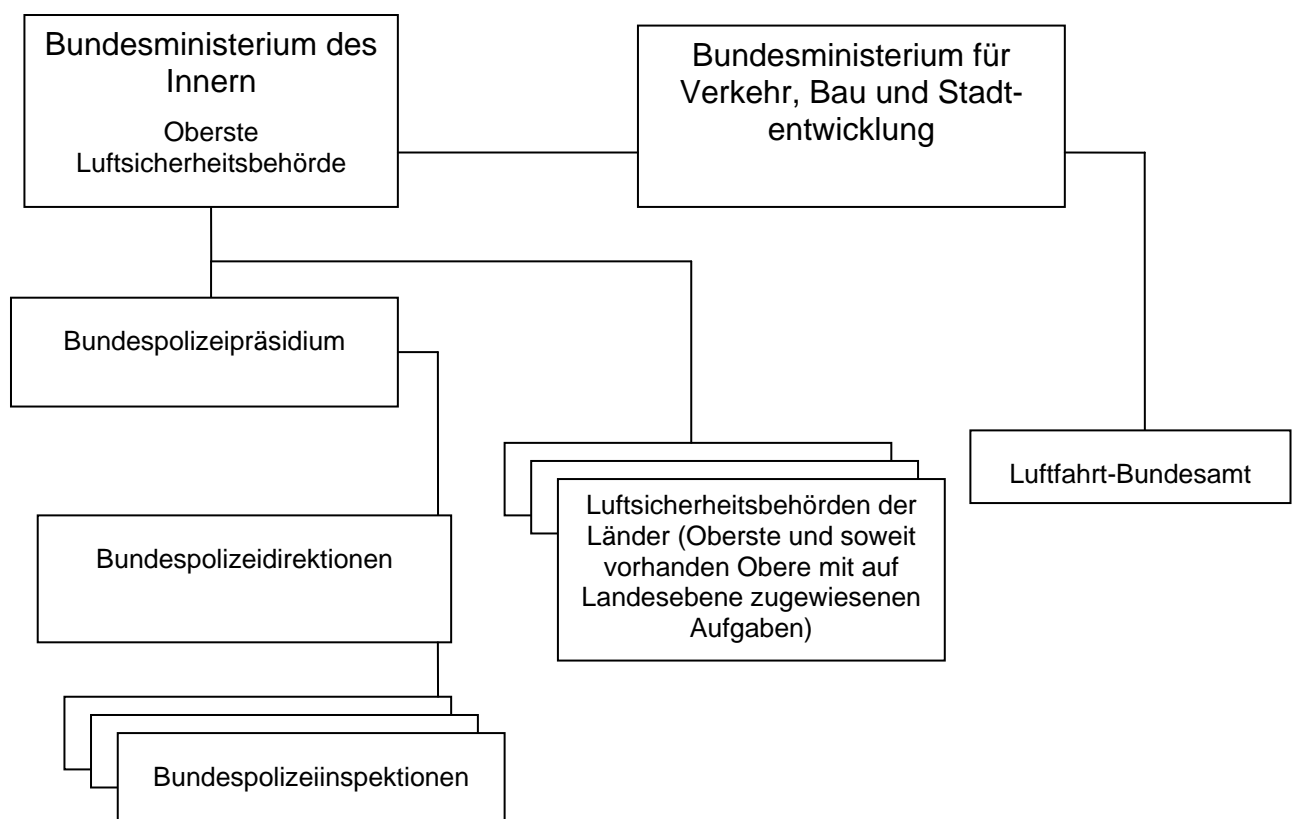 Bundesministerium des
Innern
Oberste
Luftsicherheitsbehörde
Bundesministerium für
Verkehr, Bau und Stadt-
entwicklung
Bundespolizeipräsidium
Luftsicherheitsbehörden der
Länder (Oberste und soweit
vorhanden Obere mit auf
Landesebene zugewiesenen
Aufgaben)
Luftfahrt-Bundesamt
Bundespolizeidirektionen
Bundespolizeiinspektionen